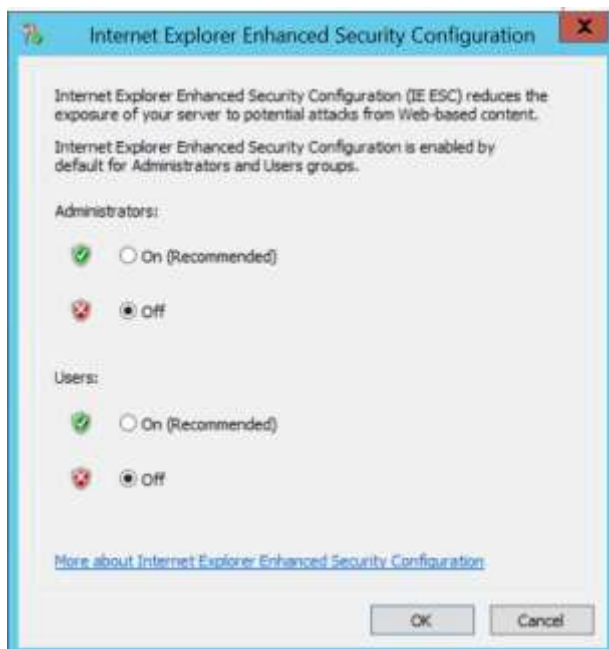 Internet Explorer Enhanced Security Configuration
Internet Explorer Enhanced Security Configuration (IE ESC) reduces the
exposure of your server to potential attacks from Web-based content.
Internet Explorer Enhanced Security Configuration is enabled by
default for Administrators and Users groups.
Administrators:
On (Recommended)
Off
Users:
On (Recommended)
Off
More about Internet Explorer Enhanced Security Configuration
OK Cancel